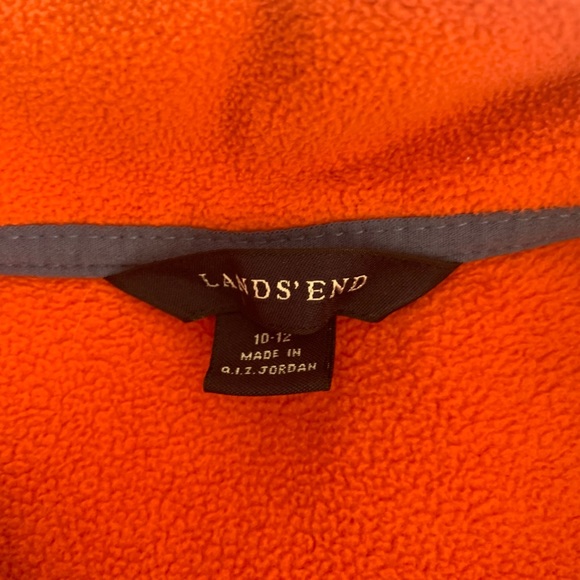 LANDS' END
10-12
MADE IN
Q.I.Z. JORDAN